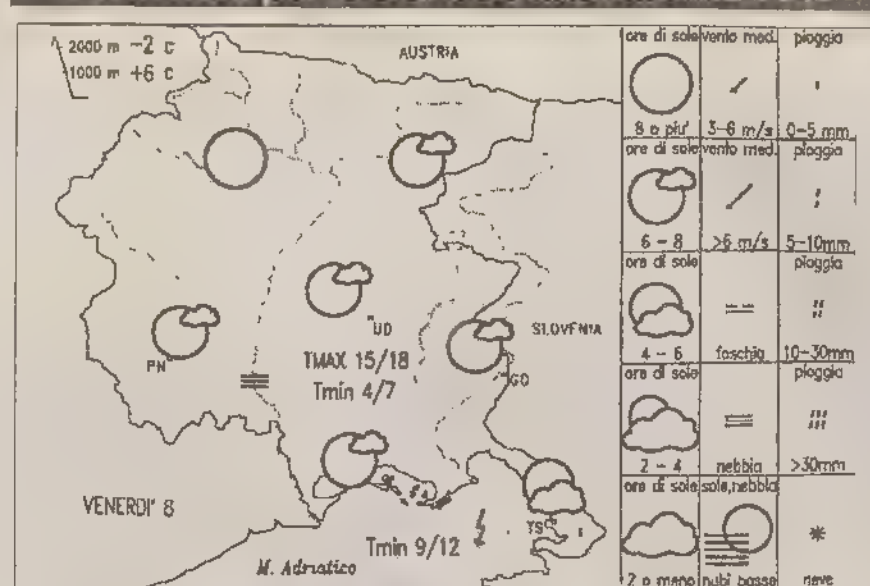 2000 m -2 C
1000 m +6 C
AUSTRIA
UD
SLOVENIA
PN
TMAX 15/18
Tmin 4/7
GO
VENERDI' 8
TS
Tmin 9/12
M. Adriatico
ore di sole vento med. pioggia
8 o piu' 3-6 m/s 0-5 mm
ore di sole vento med. pioggia
6 - 8 >6 m/s 5-10mm
ore di sole pioggia
4 - 6 foschia 10-30mm
ore di sole pioggia
2 - 4 nebbia >30mm
ore di sole sole,nebbia
2 o meno nubi basse neve